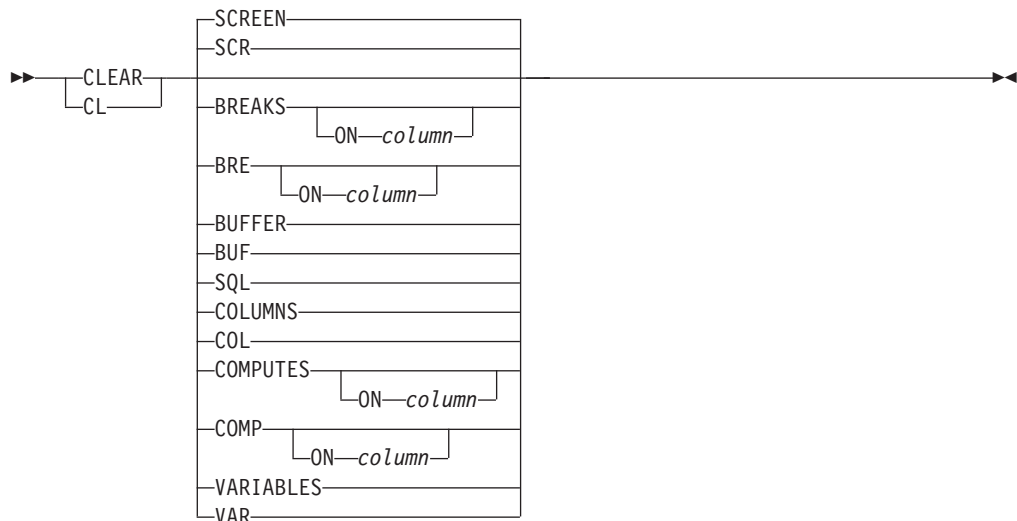 SCREEN
SCR
CLEAR
CL
BREAKS
ON column
BRE
ON column
BUFFER
BUF
SQL
COLUMNS
COL
COMPUTES
ON column
COMP
ON column
VARIABLES
VAR